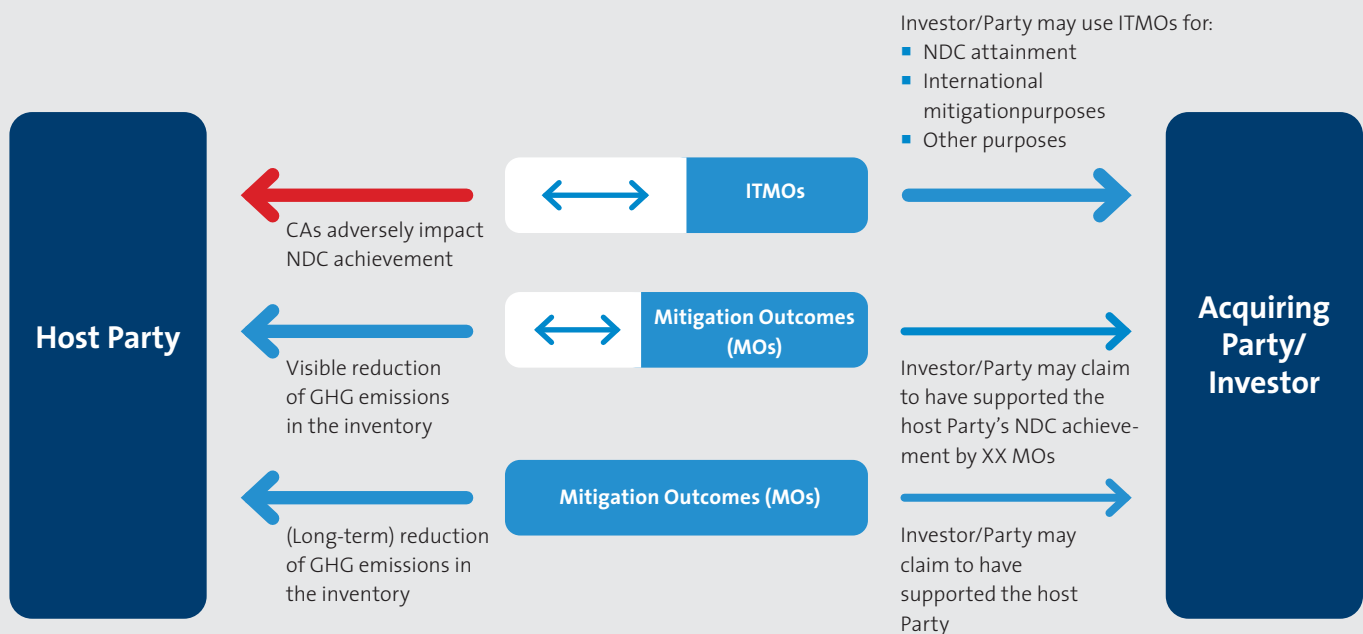 Investor/Party may use ITMOs for:
NDC attainment
International
mitigationpurposes
Other purposes
Host Party
ITMOs
CAs adversely impact
NDC achievement
Mitigation Outcomes
(MOs)
Visible reduction
of GHG emissions
in the inventory
Investor/Party may claim
to have supported the
host Party’s NDC achieve-
ment by XX MOs
Acquiring
Party/
Investor
Mitigation Outcomes (MOs)
(Long-term) reduction
of GHG emissions in
the inventory
Investor/Party may
claim to have
supported the host
Party